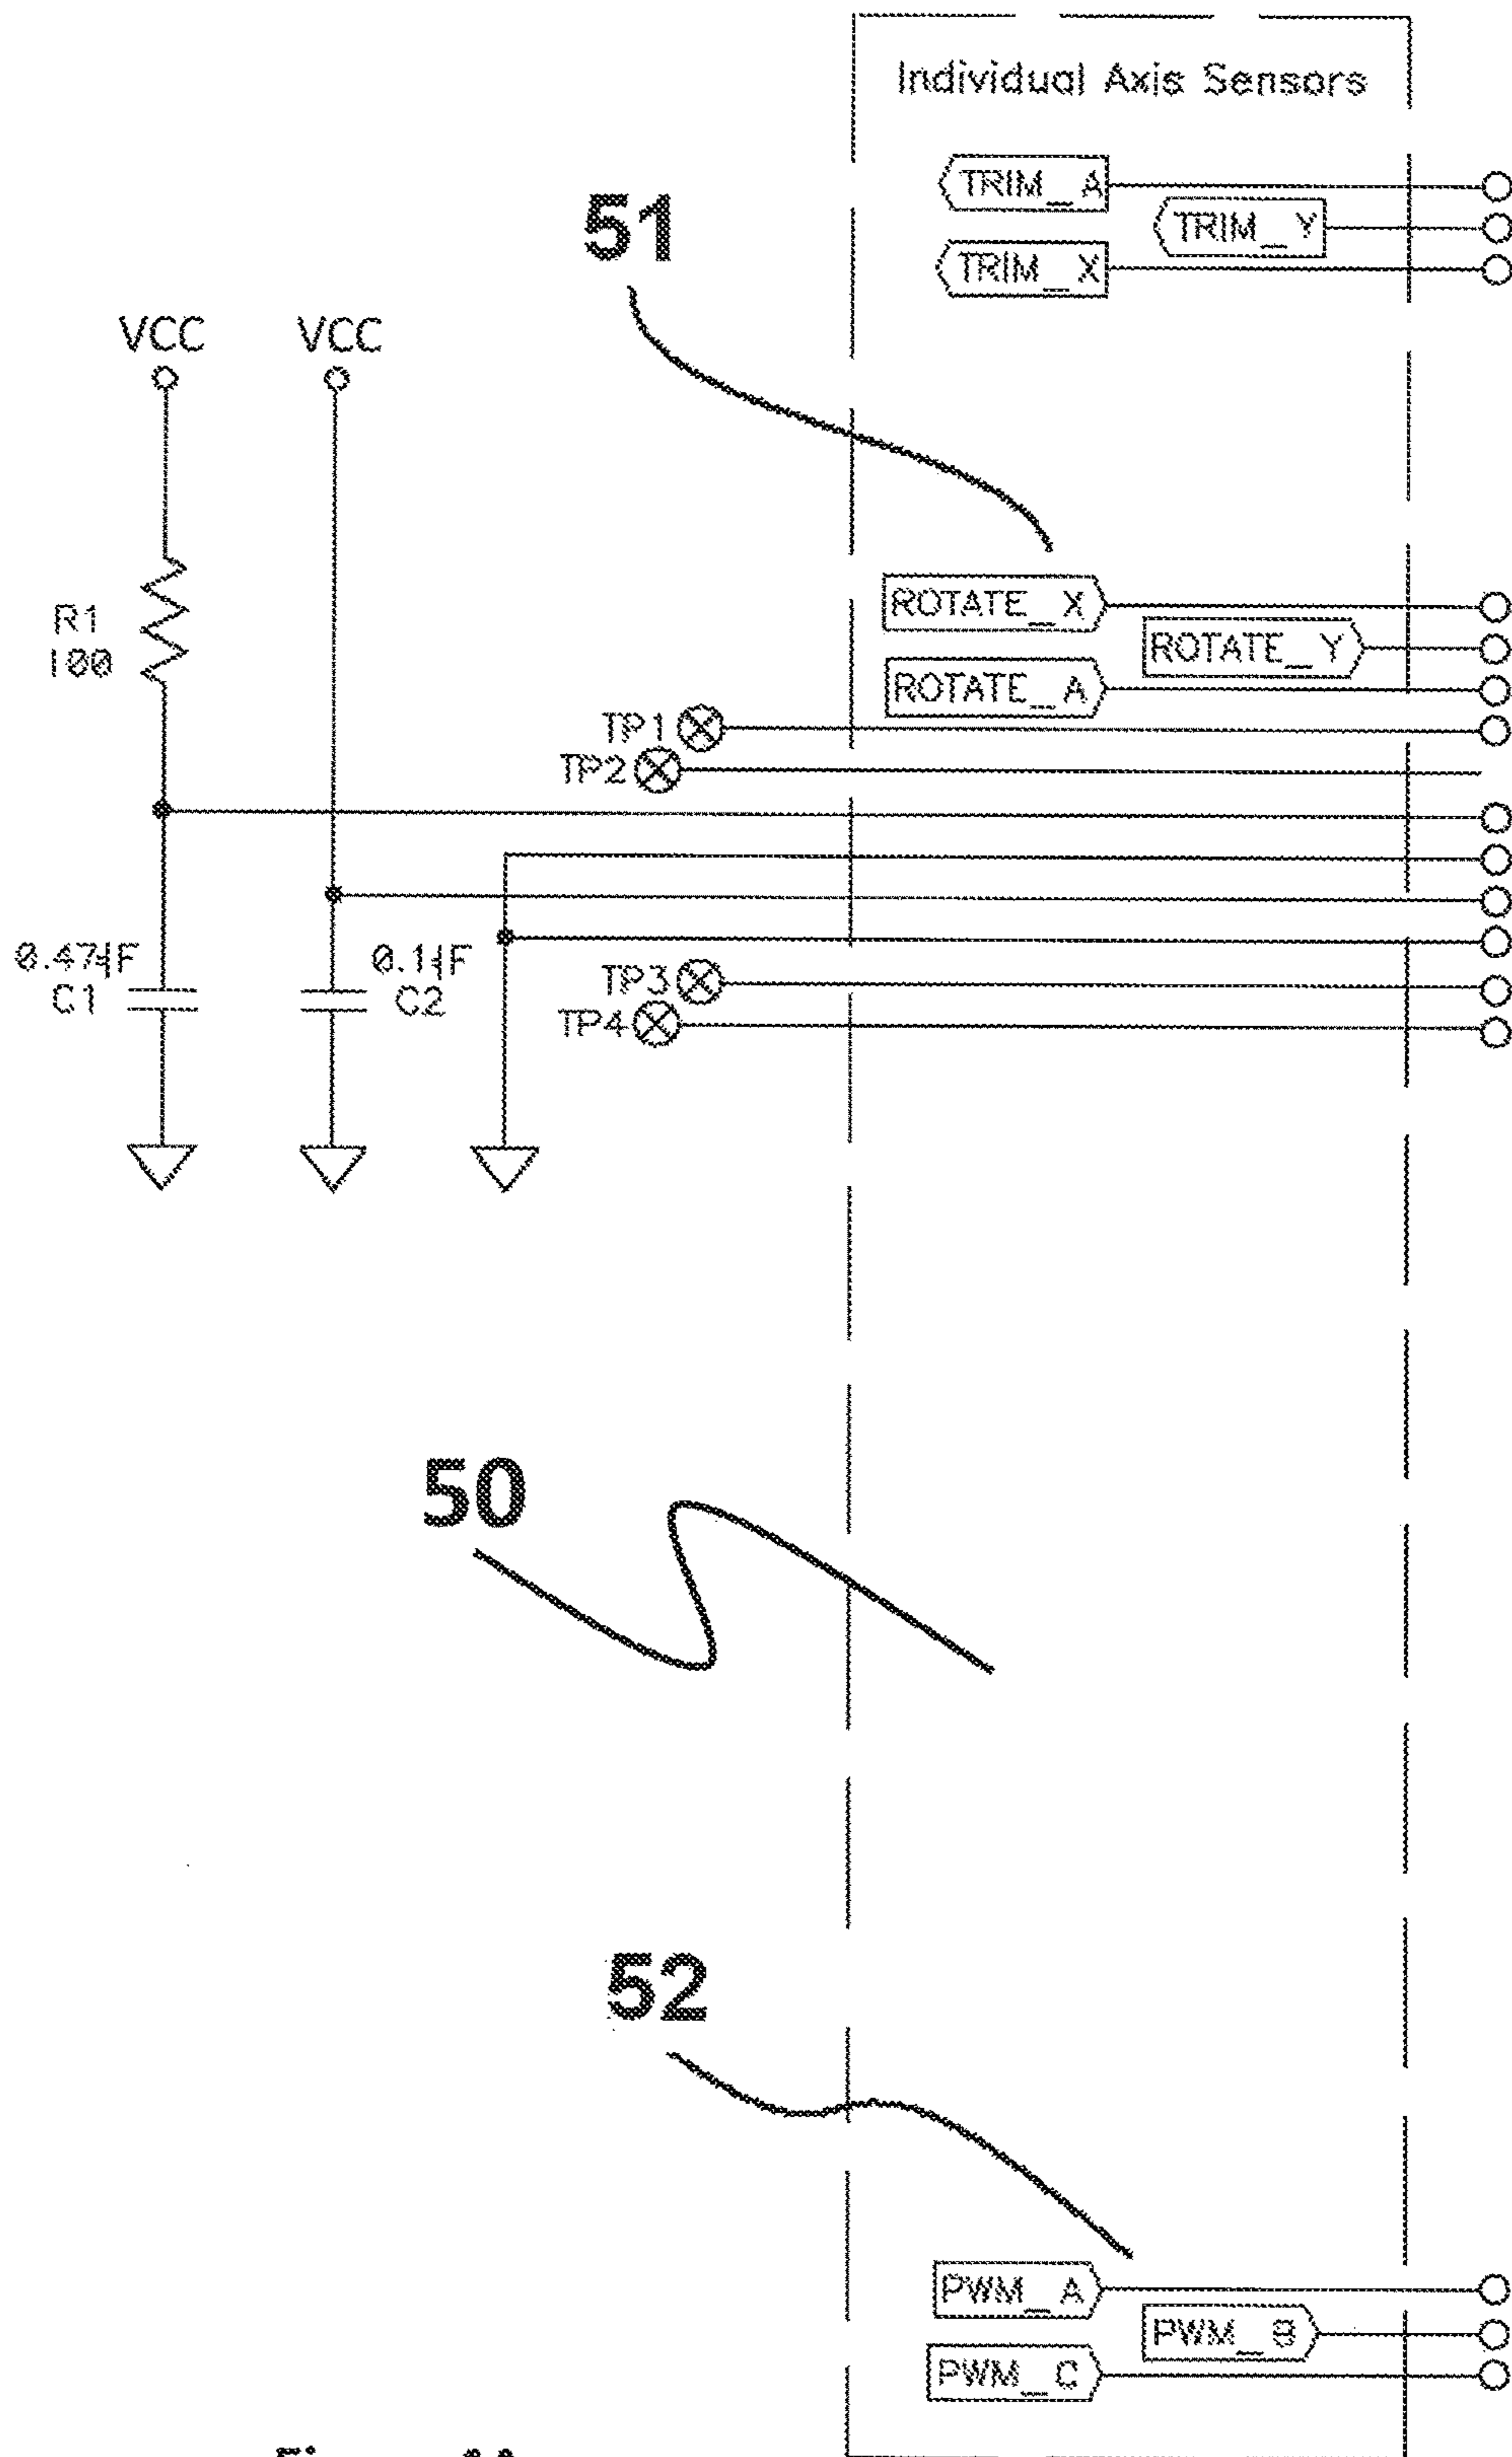 Individual Axis Sensors
TRIM_A
TRIM_Y
TRIM_X
51
VCC
VCC
R1
100
ROTATE_X
ROTATE_Y
ROTATE_A
TP1
TP2
0.47µF
C1
0.1µF
C2
TP3
TP4
50
52
PWM_A
PWM_B
PWM_C